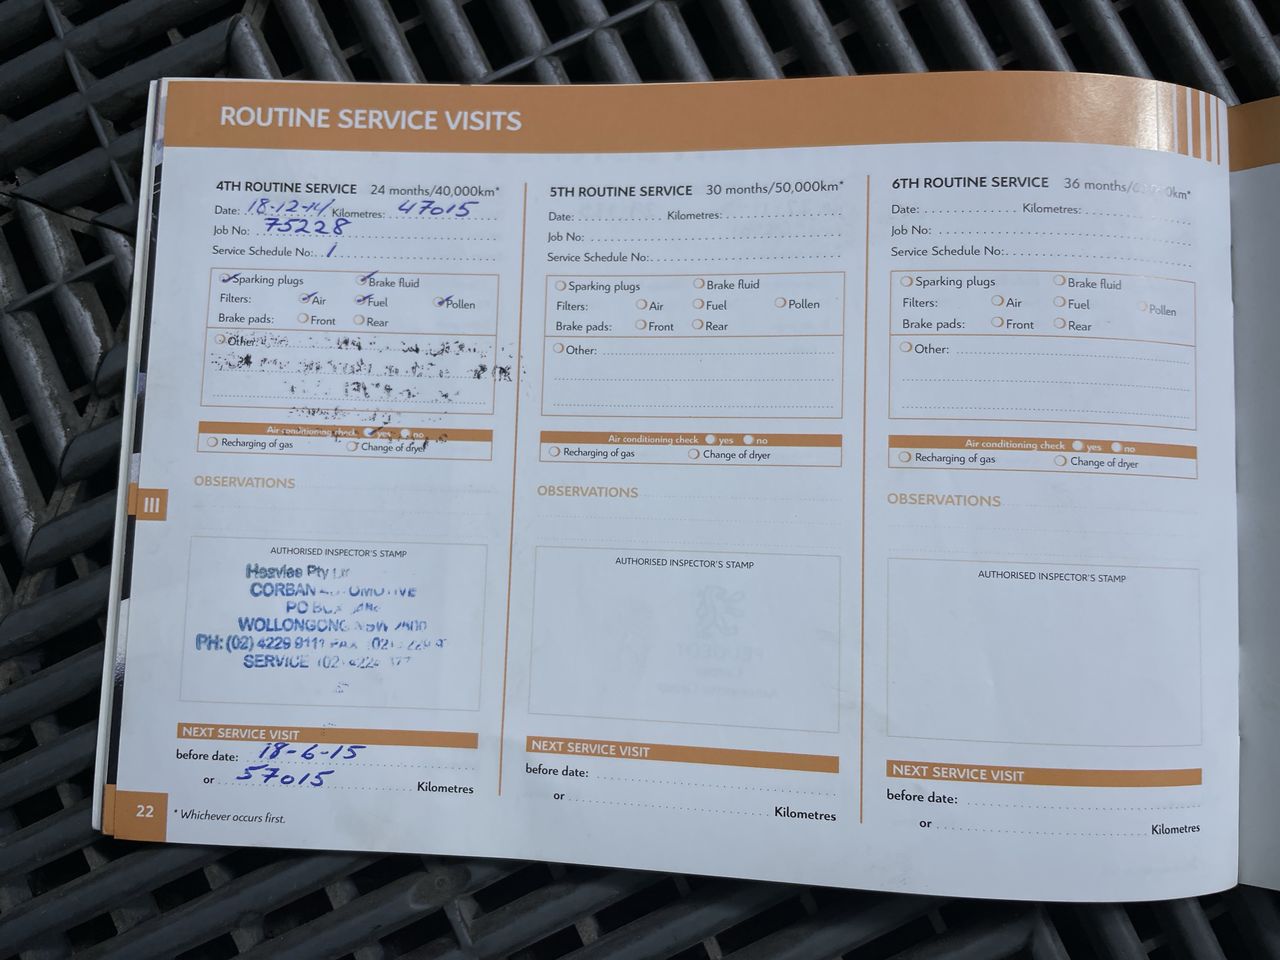 ROUTINE SERVICE VISITS
4TH ROUTINE SERVICE 24 months/40,000km*
Date: 18-12-14 Kilometres: 47015
Job No: 75228
Service Schedule No: 1
Sparking plugs Brake fluid
Filters: Air Fuel Pollen
Brake pads: Front Rear
Other:
Air conditioning check yes no
Recharging of gas Change of dryer
OBSERVATIONS
AUTHORISED INSPECTOR'S STAMP
Pty
CORBAN
PO
WOLLONGONG NSW
PH: (02) 4229 9111 FAX
SERVICE (02)
NEXT SERVICE VISIT
before date: 18-6-15
or 57015 Kilometres
5TH ROUTINE SERVICE 30 months/50,000km*
Date: Kilometres:
Job No:
Service Schedule No:
Sparking plugs Brake fluid
Filters: Air Fuel Pollen
Brake pads: Front Rear
Other:
Air conditioning check yes no
Recharging of gas Change of dryer
OBSERVATIONS
AUTHORISED INSPECTOR'S STAMP
NEXT SERVICE VISIT
before date:
or Kilometres
6TH ROUTINE SERVICE 36 months/
Date: Kilometres:
Job No:
Service Schedule No:
Sparking plugs Brake fluid
Filters: Air Fuel Pollen
Brake pads: Front Rear
Other:
Air conditioning check yes no
Recharging of gas Change of dryer
OBSERVATIONS
AUTHORISED INSPECTOR'S STAMP
NEXT SERVICE VISIT
before date:
or Kilometres
III
22
* Whichever occurs first.